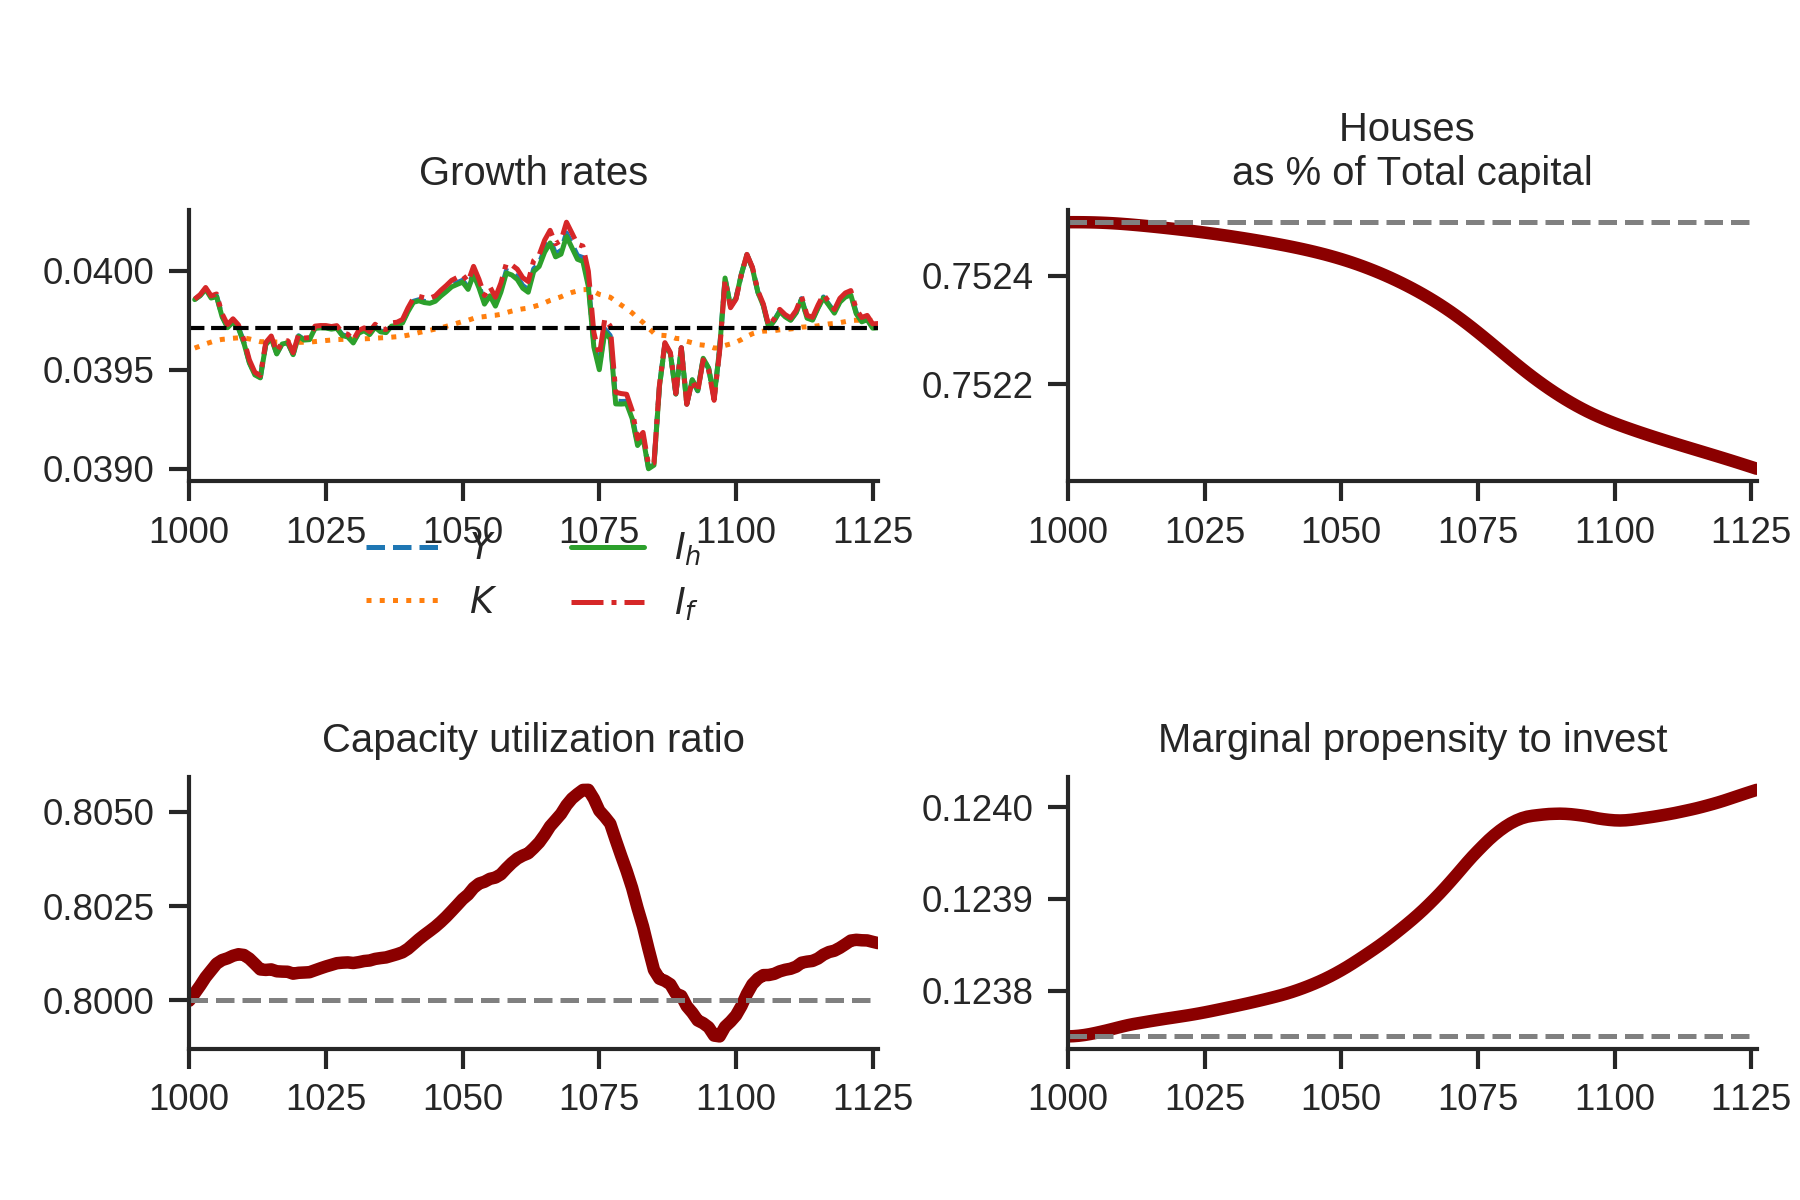 Growth rates
0.0400
0.0395
0.0390
1000 1025 1050 1075 1100 1125
Y I_h
K I_f
Houses
as % of Total capital
0.7524
0.7522
1000 1025 1050 1075 1100 1125
Capacity utilization ratio
0.8050
0.8025
0.8000
1000 1025 1050 1075 1100 1125
Marginal propensity to invest
0.1240
0.1239
0.1238
1000 1025 1050 1075 1100 1125